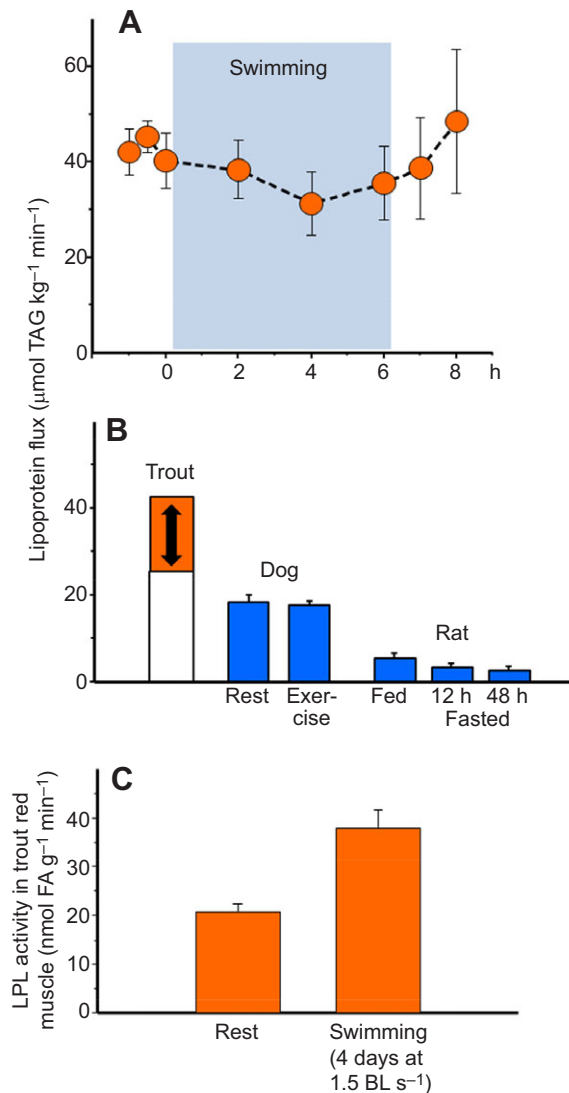 A
Swimming
60
40
20
0
0 2 4 6 8 h
Lipoprotein flux (µmol TAG kg⁻¹ min⁻¹)
B
Trout
Dog
Rat
40
20
0
Rest Exer- Fed 12 h 48 h
cise Fasted
C
LPL activity in trout red
muscle (nmol FA g⁻¹ min⁻¹)
40
30
20
10
0
Rest Swimming
(4 days at
1.5 BL s⁻¹)